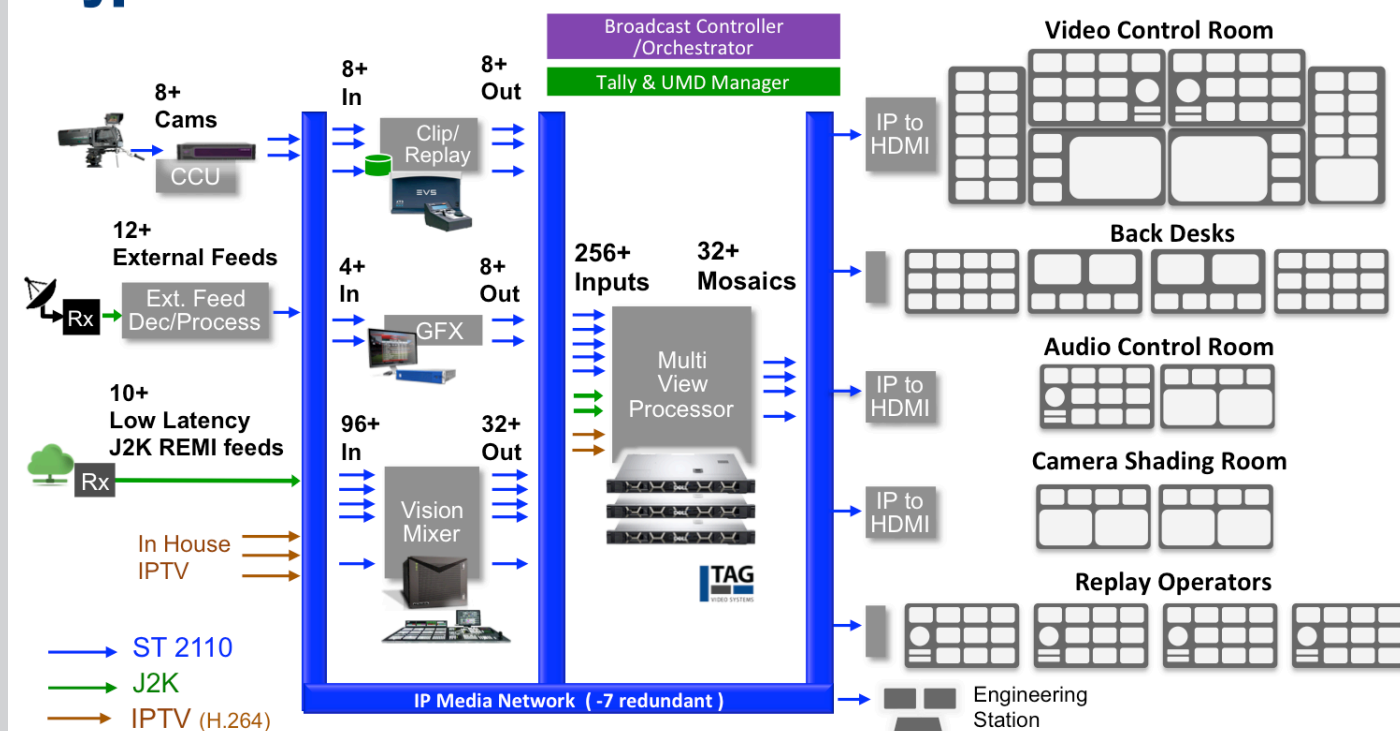 Broadcast Controller
/Orchestrator
Tally & UMD Manager
Video Control Room
8+
Cams
CCU
8+
In
Clip/
Replay
EVS
8+
Out
IP to
HDMI
12+
External Feeds
Rx
Ext. Feed
Dec/Process
4+
In
GFX
8+
Out
256+
Inputs
32+
Mosaics
Multi
View
Processor
DELL
DELL
DELL
TAG
VIDEO SYSTEMS
Back Desks
Audio Control Room
IP to
HDMI
10+
Low Latency
J2K REMI feeds
Rx
96+
In
Vision
Mixer
32+
Out
Camera Shading Room
IP to
HDMI
In House
IPTV
Replay Operators
ST 2110
J2K
IPTV (H.264)
IP Media Network ( -7 redundant )
Engineering
Station